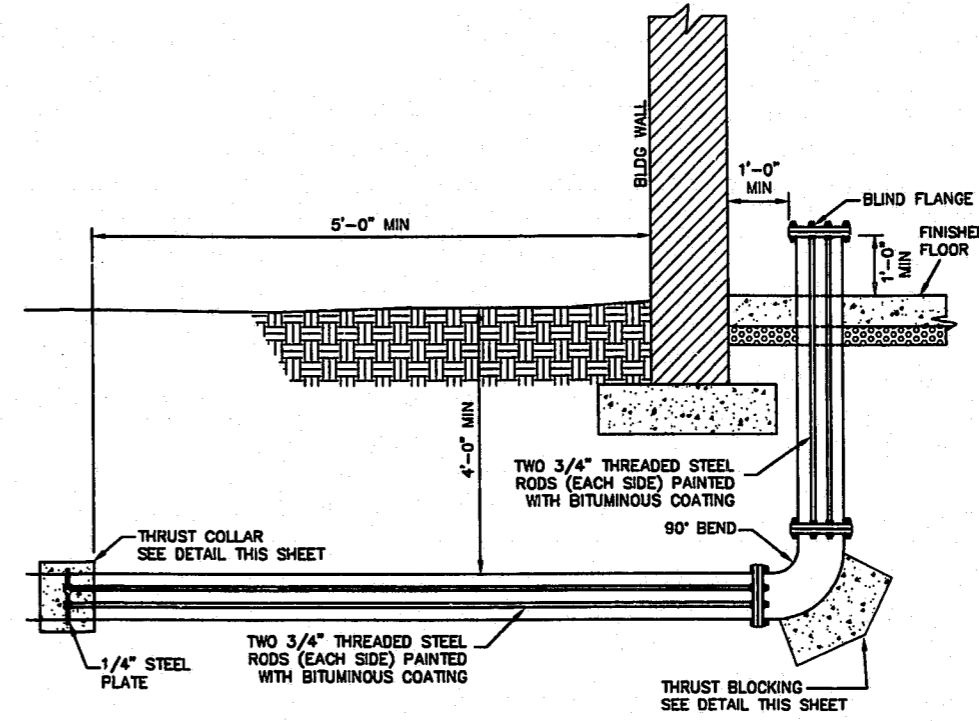 BLDG WALL
1'-0"
MIN
BLIND FLANGE
5'-0" MIN
FINISHED
FLOOR
1'-0"
MIN
4'-0" MIN
TWO 3/4" THREADED STEEL
RODS (EACH SIDE) PAINTED
WITH BITUMINOUS COATING
90° BEND
THRUST COLLAR
SEE DETAIL THIS SHEET
1/4" STEEL
PLATE
TWO 3/4" THREADED STEEL
RODS (EACH SIDE) PAINTED
WITH BITUMINOUS COATING
THRUST BLOCKING
SEE DETAIL THIS SHEET